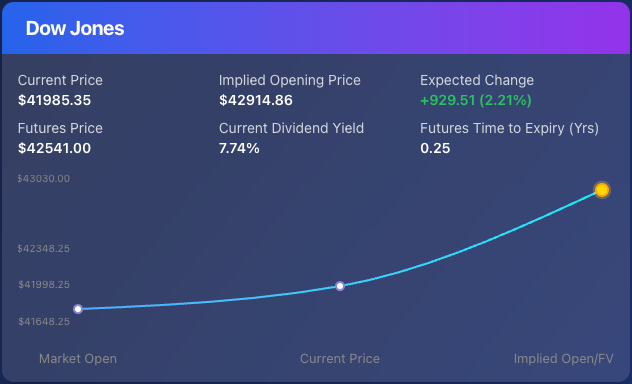 Dow Jones
Current Price Implied Opening Price Expected Change
$41985.35 $42914.86 +929.51 (2.21%)
Futures Price Current Dividend Yield Futures Time to Expiry (Yrs)
$42541.00 7.74% 0.25
$43030.00
$42348.25
$41998.25
$41648.25
Market Open Current Price Implied Open/FV